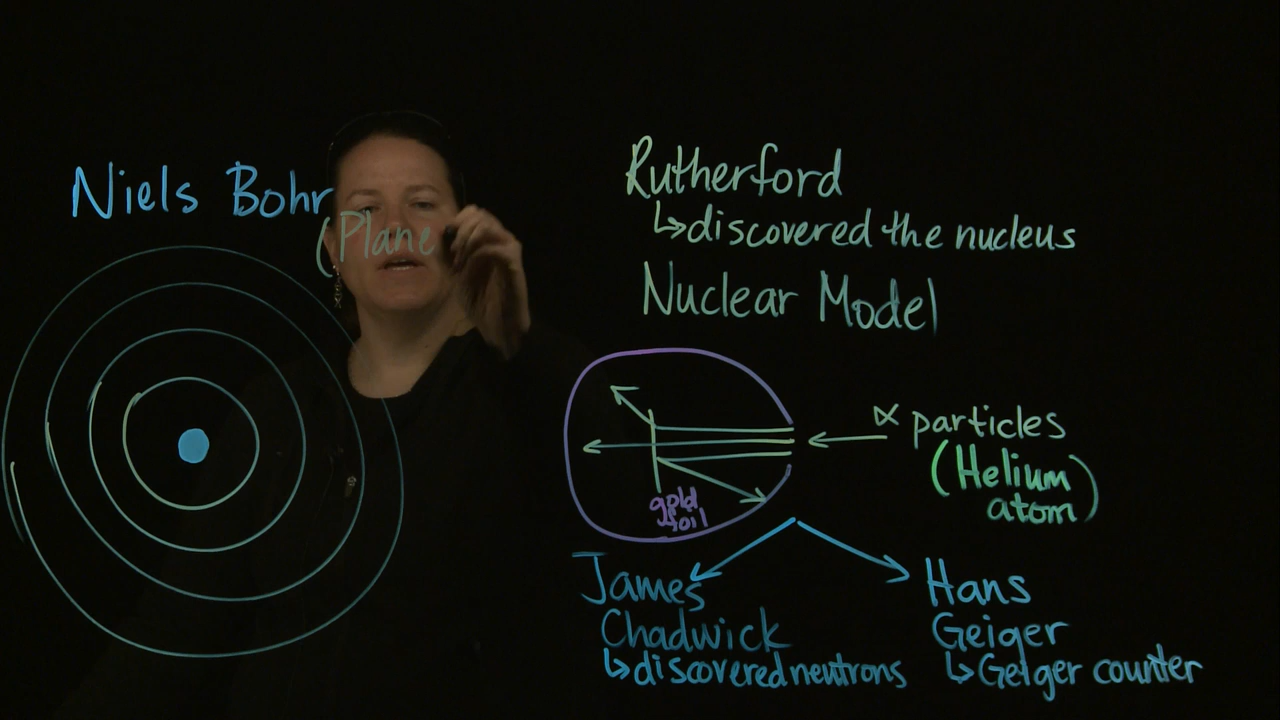 Niels Bohr
(Plane
Rutherford
↳discovered the nucleus
Nuclear Model
∝ particles
(Helium
atom)
gold
foil
James
Chadwick
↳discovered neutrons
Hans
Geiger
↳Geiger counter